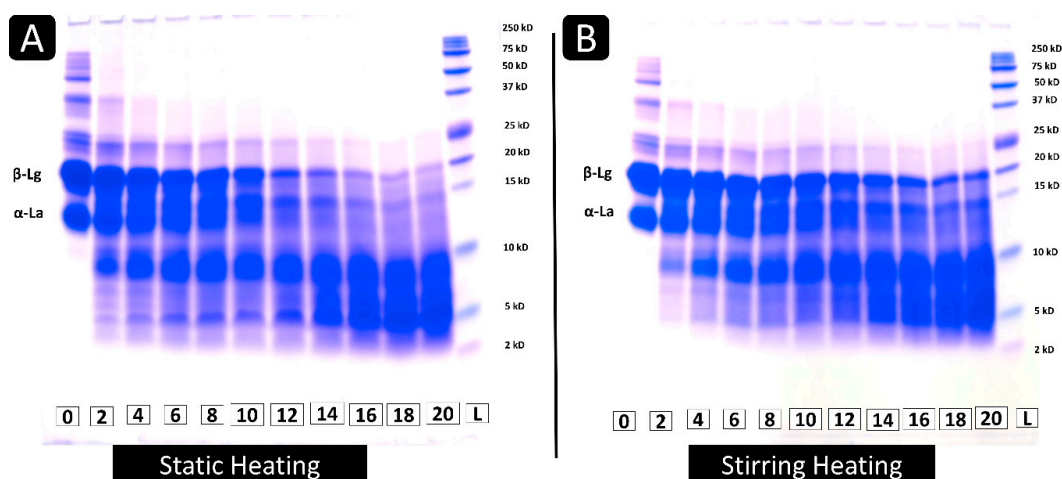 A
250 kD
75 kD
50 kD
37 kD
25 kD
20 kD
15 kD
10 kD
5 kD
2 kD
β-Lg
α-La
0 2 4 6 8 10 12 14 16 18 20 L
Static Heating
B
250 kD
75 kD
50 kD
37 kD
25 kD
20 kD
15 kD
10 kD
5 kD
2 kD
β-Lg
α-La
0 2 4 6 8 10 12 14 16 18 20 L
Stirring Heating